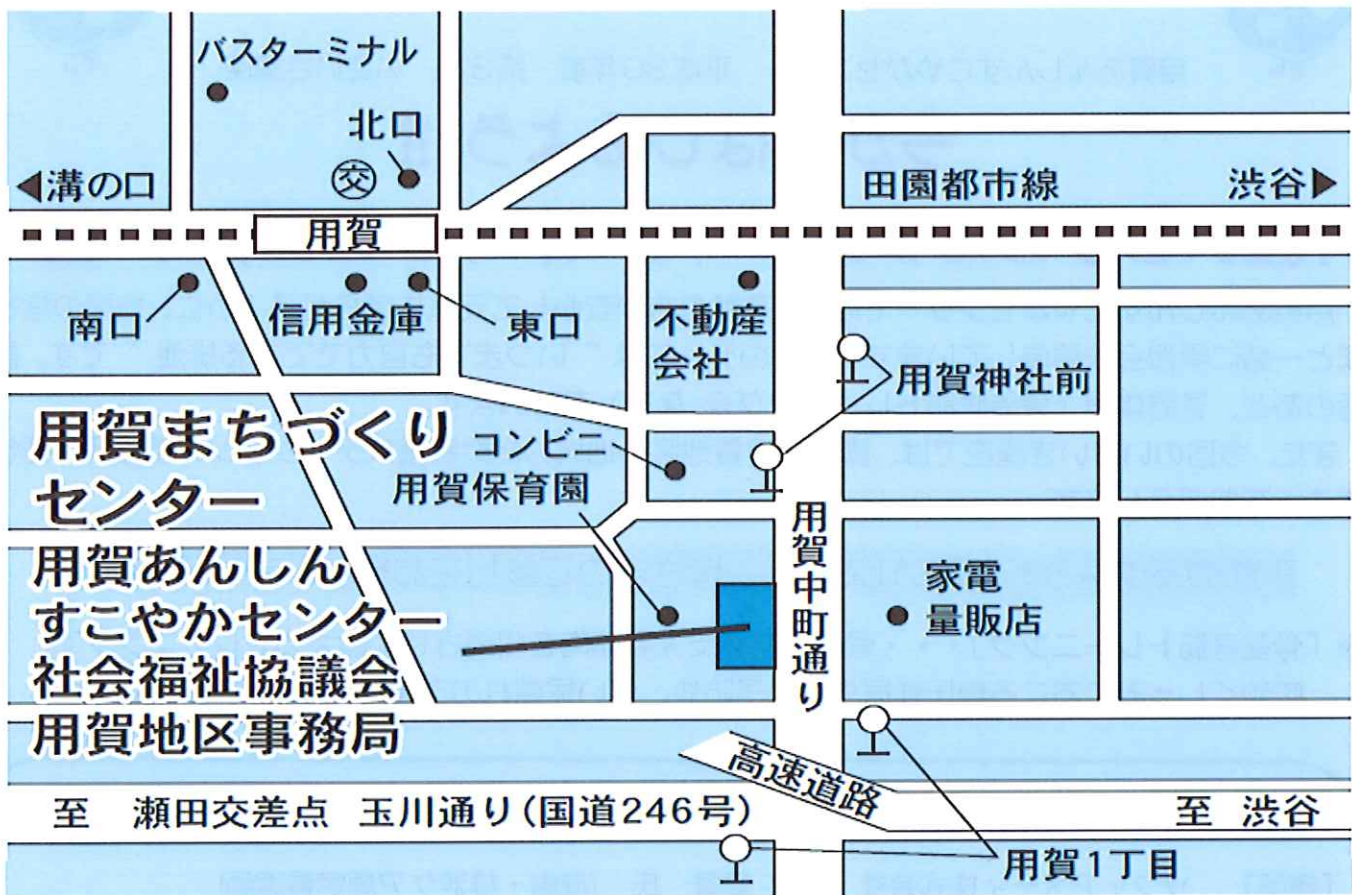 バスターミナル
北口
交
◀溝の口
田園都市線
渋谷▶
用賀
南口
信用金庫
東口
不動産
会社
用賀神社前
用賀まちづくり
センター
用賀あんしん
すこやかセンター
社会福祉協議会
用賀地区事務局
コンビニ
用賀保育園
用賀中町通り
家電
量販店
高速道路
至 瀬田交差点 玉川通り(国道246号)
至 渋谷
用賀1丁目